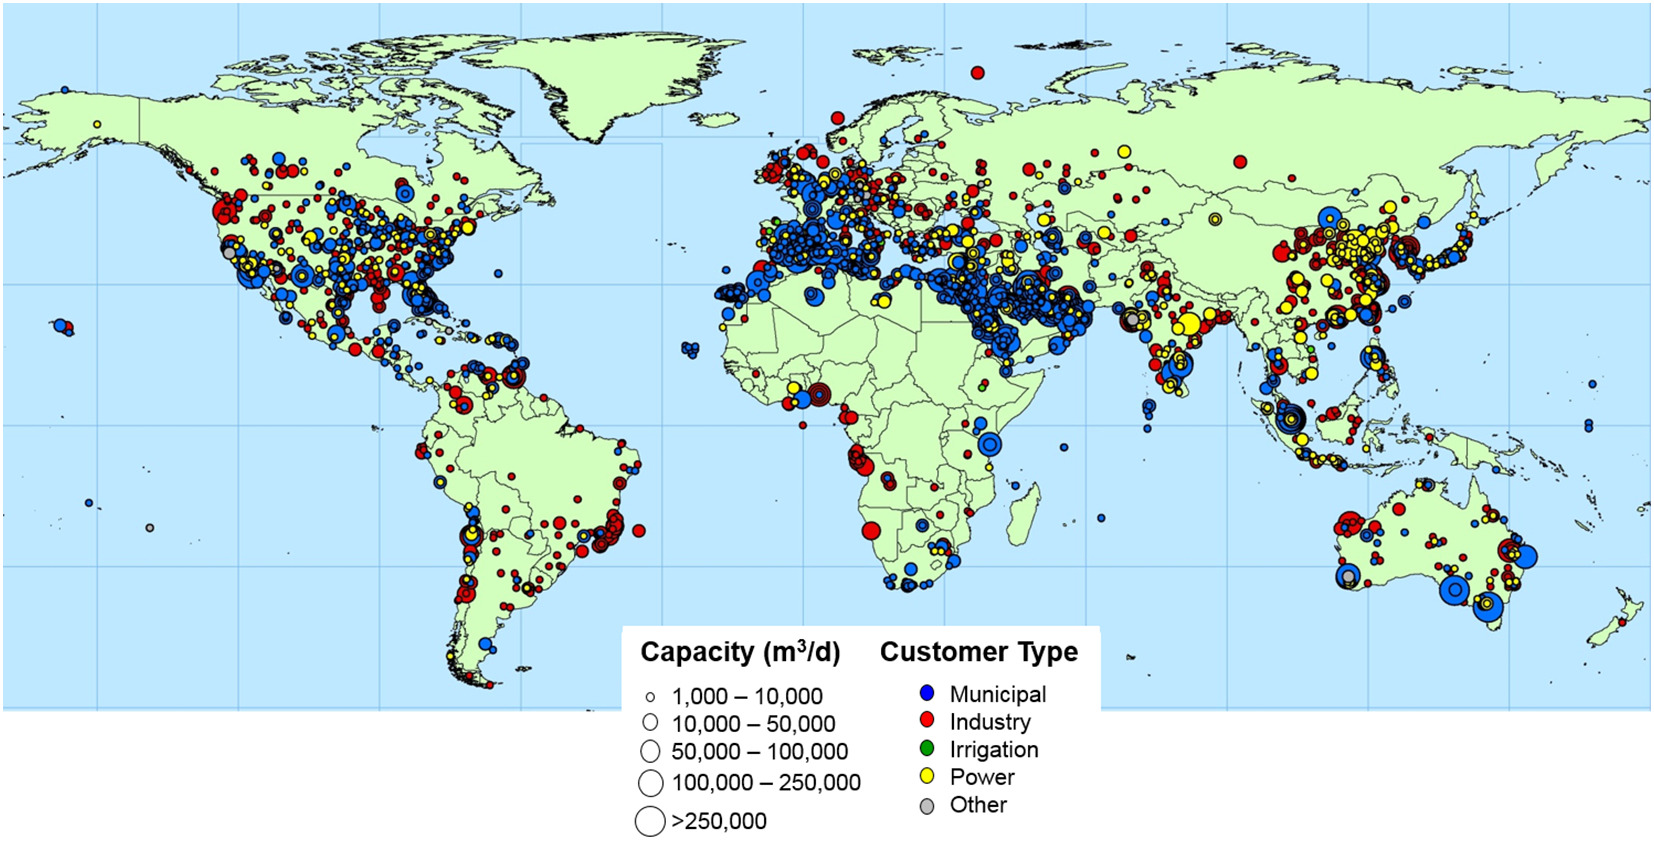 Capacity (m³/d)
1,000 – 10,000
10,000 – 50,000
50,000 – 100,000
100,000 – 250,000
>250,000
Customer Type
Municipal
Industry
Irrigation
Power
Other